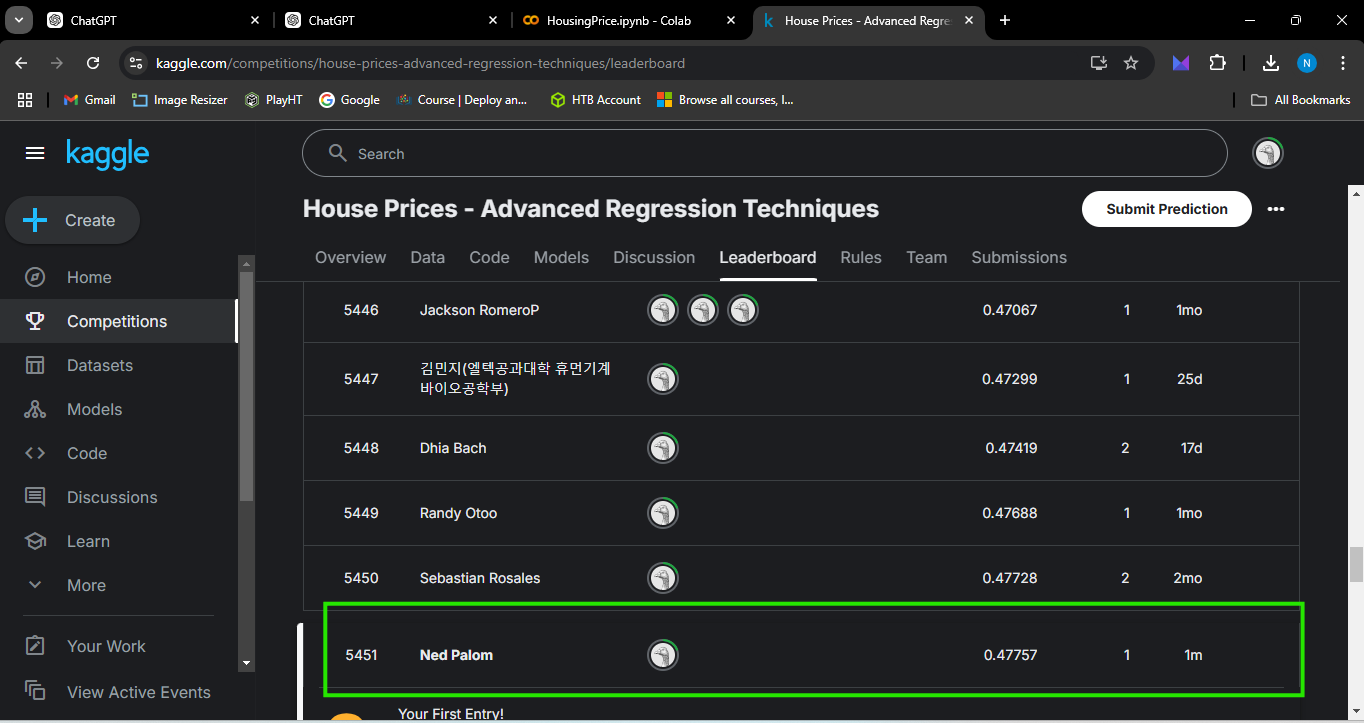 ChatGPT
ChatGPT
HousingPrice.ipynb - Colab
House Prices - Advanced Regre
kaggle.com/competitions/house-prices-advanced-regression-techniques/leaderboard
N
Gmail
Image Resizer
PlayHT
Google
Course | Deploy an...
HTB Account
Browse all courses, l...
All Bookmarks
kaggle
Search
Create
Home
Competitions
Datasets
Models
Code
Discussions
Learn
More
Your Work
View Active Events
House Prices - Advanced Regression Techniques
Submit Prediction
Overview Data Code Models Discussion Leaderboard Rules Team Submissions
5446 Jackson RomeroP 0.47067 1 1mo
5447 김민지(엘텍공과대학 휴먼기계
바이오공학부) 0.47299 1 25d
5448 Dhia Bach 0.47419 2 17d
5449 Randy Otoo 0.47688 1 1mo
5450 Sebastian Rosales 0.47728 2 2mo
5451 Ned Palom 0.47757 1 1m
Your First Entry!